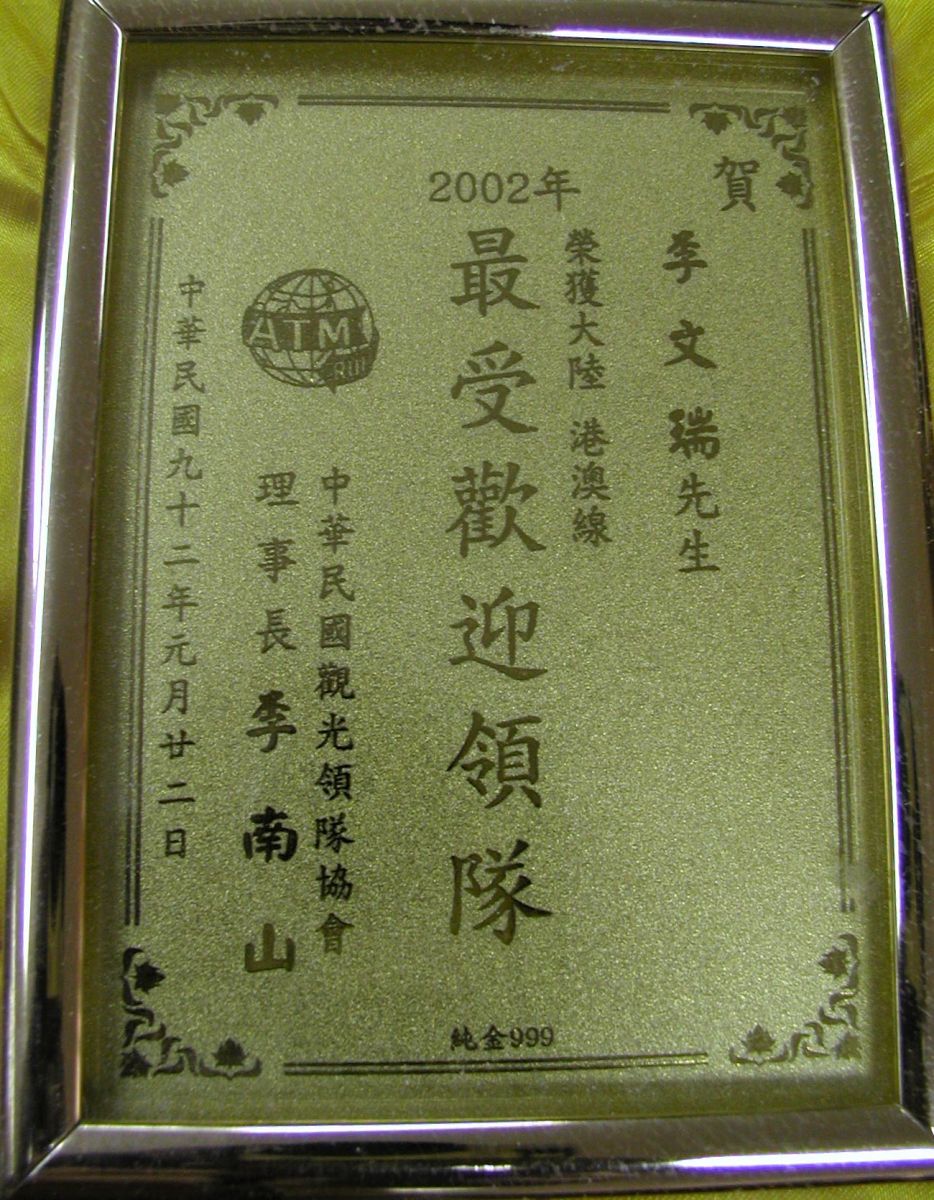 賀
李文瑞先生
榮獲大陸 港澳線
2002年
最受歡迎領隊
中華民國觀光領隊協會
理事長 李南山
ATM
中華民國九十二年元月廿二日
純金999